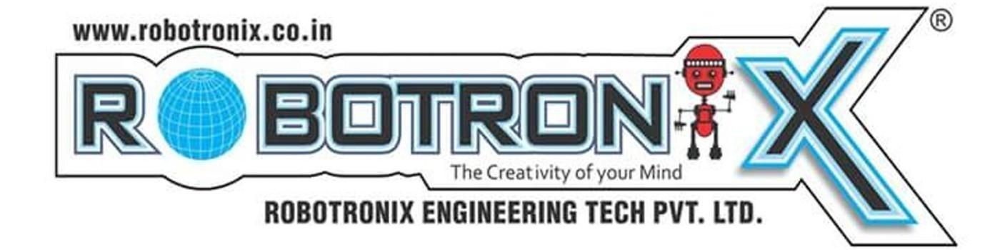 www.robotronix.co.in
ROBOTRONIX®
The Creativity of your Mind
ROBOTRONIX ENGINEERING TECH PVT. LTD.